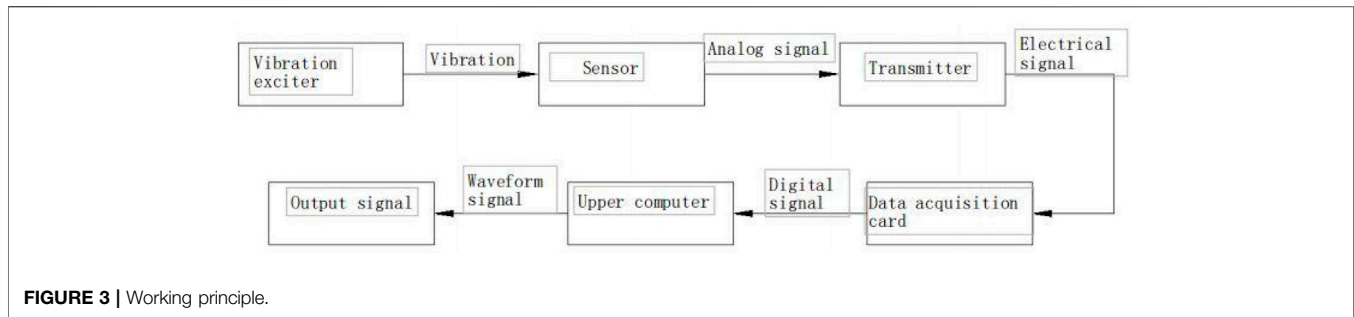 Vibration
exciter
Vibration
Sensor
Analog signal
Transmitter
Electrical
signal
Output signal
Waveform
signal
Upper computer
Digital
signal
Data acquisition
card
FIGURE 3 | Working principle.